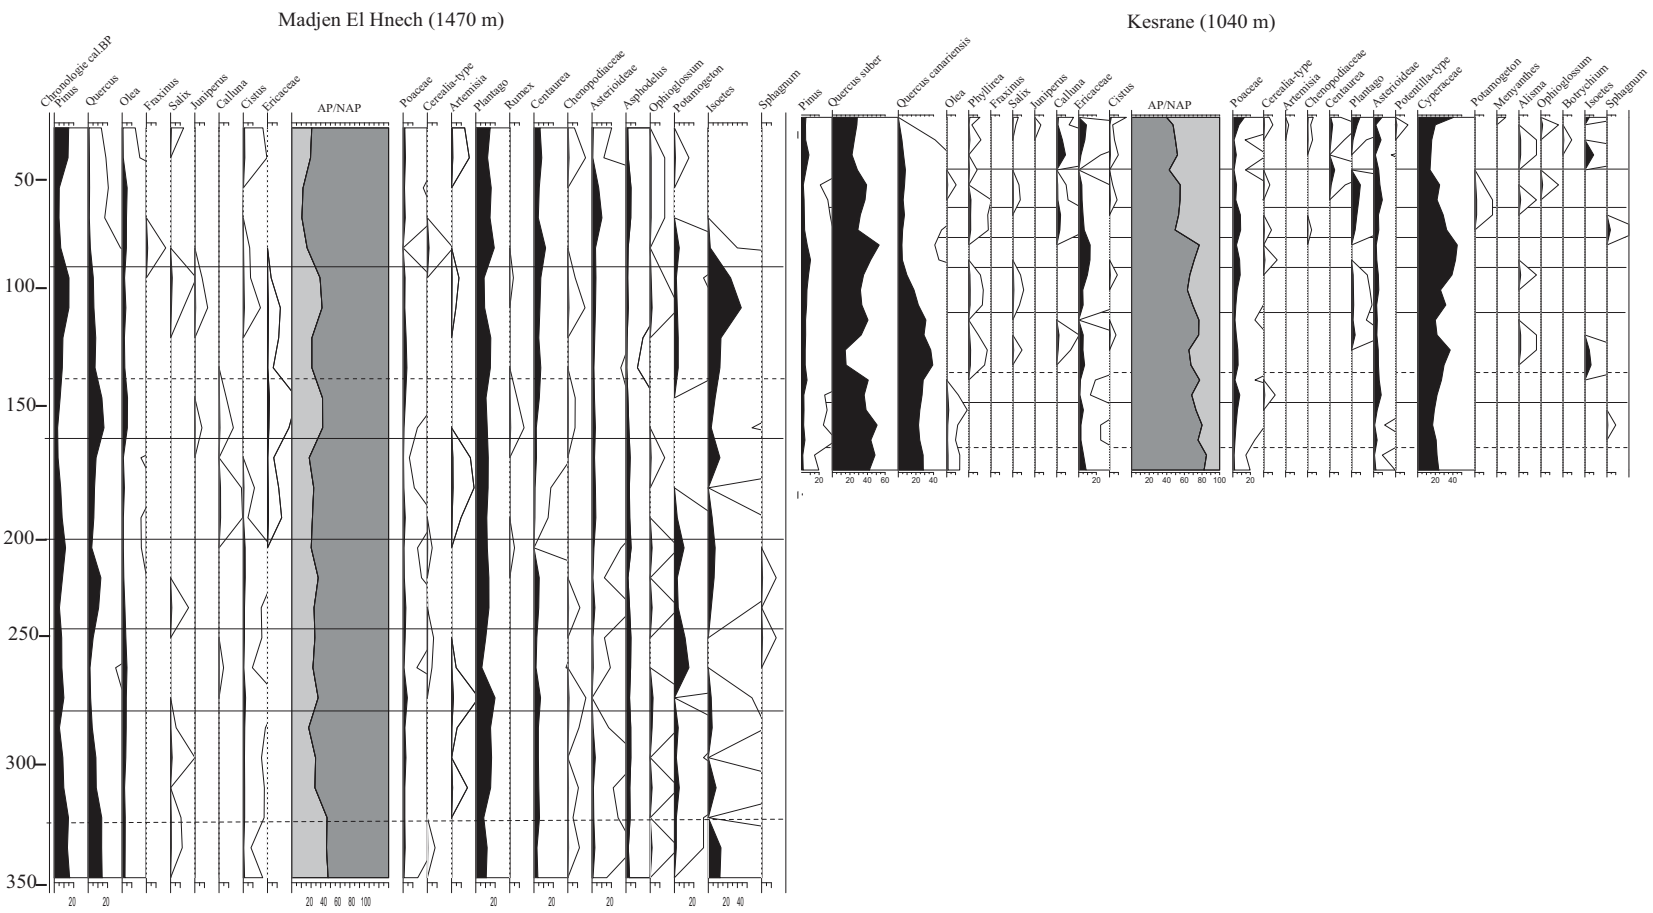 Madjen El Hnech (1470 m)
Kesrane (1040 m)
Chronologie cal.BP
Pinus
Quercus
Olea
Fraxinus
Salix
Juniperus
Calluna
Cistus
Ericaceae
AP/NAP
Poaceae
Cerealia-type
Artemisia
Plantago
Rumex
Centaurea
Chenopodiaceae
Asterioideae
Asphodelus
Ophioglossum
Potamogeton
Isoetes
Sphagnum
50
100
150
200
250
300
350
20 20 20 40 60 80 100 20 20 20 20 40
Pinus
Quercus suber
Quercus canariensis
Olea
Phyllirea
Fraxinus
Salix
Juniperus
Calluna
Ericaceae
Cistus
AP/NAP
Poaceae
Cerealia-type
Artemisia
Chenopodiaceae
Centaurea
Plantago
Asterioideae
Potentilla-type
Cyperaceae
Potamogeton
Menyanthes
Alisma
Ophioglossum
Botrychium
Isoetes
Sphagnum
20 20 40 60 20 40 20 20 40 60 80 100 20 20 40